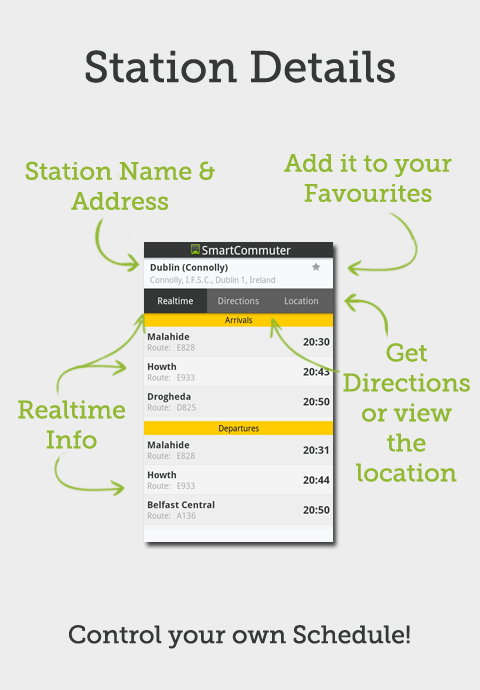 Station Details
Station Name &
Address
Add it to your
Favourites
SmartCommuter
Dublin (Connolly)
Connolly, I.F.S.C., Dublin 1, Ireland
Realtime Directions Location
Arrivals
Malahide
Route: E828
20:30
Howth
Route: E933
20:43
Drogheda
Route: D825
20:50
Departures
Malahide
Route: E828
20:31
Howth
Route: E933
20:44
Belfast Central
Route: A136
20:50
Realtime
Info
Get
Directions
or view
the
location
Control your own Schedule!